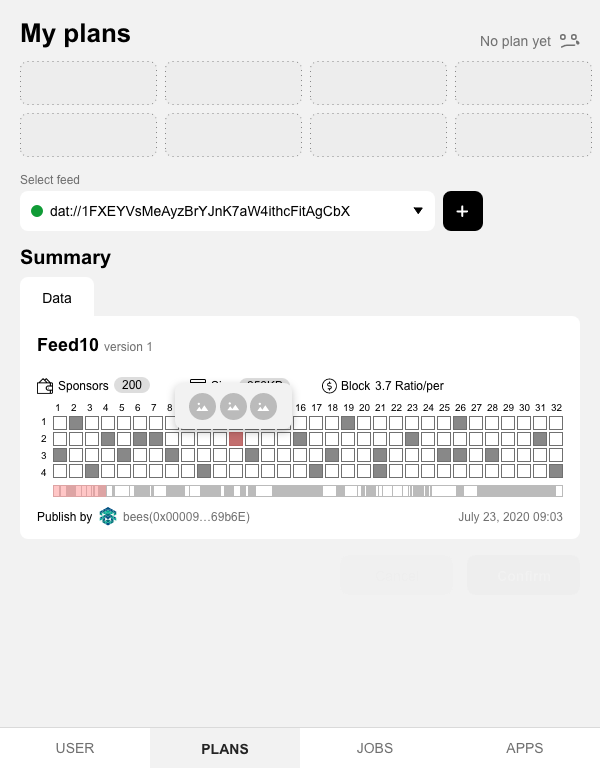 My plans
No plan yet
Select feed
dat://1FXEYVsMeAyzBrYJnK7aW4ithcFitAgCbX
+
Summary
Data
Feed10 version 1
Sponsors 200
Block 3.7 Ratio/per
1 2 3 4 5 6 7 8 16 17 18 19 20 21 22 23 24 25 26 27 28 29 30 31 32
1
2
3
4
Publish by bees(0x00009…69b6E) July 23, 2020 09:03
USER PLANS JOBS APPS